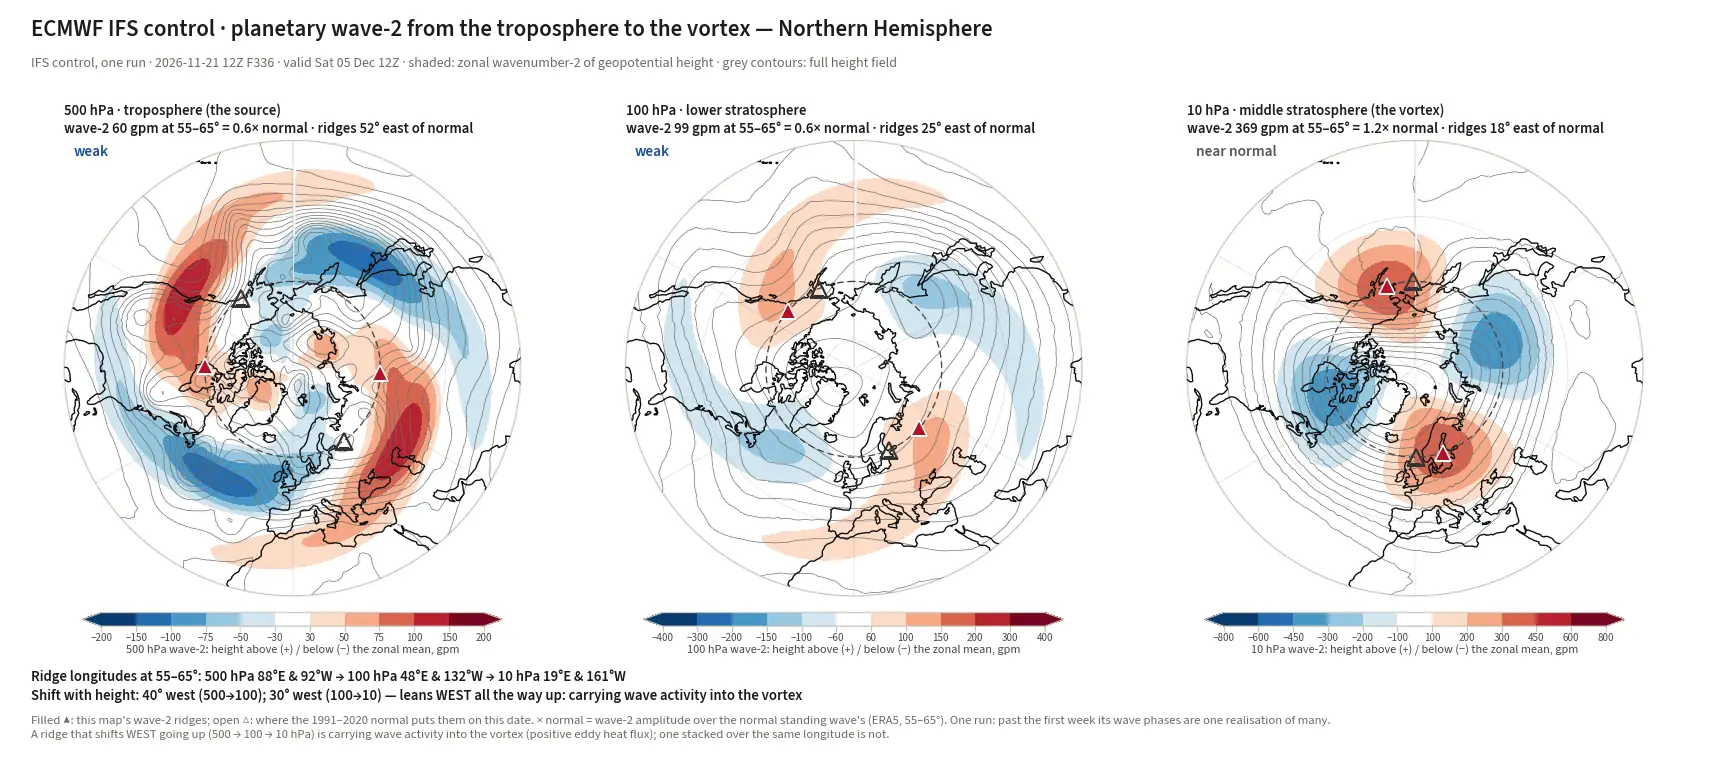 ECMWF IFS control · planetary wave-2 from the troposphere to the vortex — Northern Hemisphere
IFS control, one run · 2026-11-21 12Z F336 · valid Sat 05 Dec 12Z · shaded: zonal wavenumber-2 of geopotential height · grey contours: full height field
500 hPa · troposphere (the source)
wave-2 60 gpm at 55–65° = 0.6× normal · ridges 52° east of normal
weak
100 hPa · lower stratosphere
wave-2 99 gpm at 55–65° = 0.6× normal · ridges 25° east of normal
weak
10 hPa · middle stratosphere (the vortex)
wave-2 369 gpm at 55–65° = 1.2× normal · ridges 18° east of normal
near normal
−200 −150 −100 −75 −50 −30 30 50 75 100 150 200
500 hPa wave-2: height above (+) / below (−) the zonal mean, gpm
−400 −300 −200 −150 −100 −60 60 100 150 200 300 400
100 hPa wave-2: height above (+) / below (−) the zonal mean, gpm
−800 −600 −450 −300 −200 −100 100 200 300 450 600 800
10 hPa wave-2: height above (+) / below (−) the zonal mean, gpm
Ridge longitudes at 55–65°: 500 hPa 88°E & 92°W → 100 hPa 48°E & 132°W → 10 hPa 19°E & 161°W
Shift with height: 40° west (500→100); 30° west (100→10) — leans WEST all the way up: carrying wave activity into the vortex
Filled ▲: this map's wave-2 ridges; open △: where the 1991–2020 normal puts them on this date. × normal = wave-2 amplitude over the normal standing wave's (ERA5, 55–65°). One run: past the first week its wave phases are one realisation of many.
A ridge that shifts WEST going up (500 → 100 → 10 hPa) is carrying wave activity into the vortex (positive eddy heat flux); one stacked over the same longitude is not.